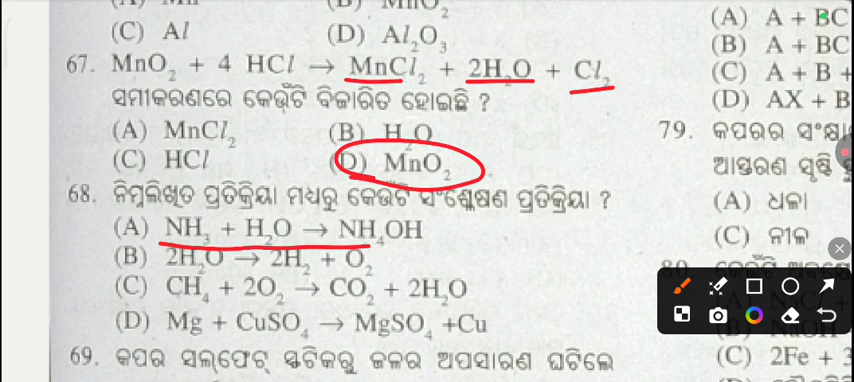 (C) Al
(D) Al₂O₃
67. MnO₂ + 4 HCl → MnCl₂ + 2H₂O + Cl₂
ସମୀକରଣରେ କେଉଁଟି ବିଜାରିତ ହୋଇଛି ?
(A) MnCl₂ (B) H₂O
(C) HCl (D) MnO₂
68. ନିମ୍ନଲିଖିତ ପ୍ରତିକ୍ରିୟା ମଧ୍ୟରୁ କେଉଁଟି ସଂଶ୍ଳେଷଣ ପ୍ରତିକ୍ରିୟା ?
(A) NH₃ + H₂O → NH₄OH
(B) 2H₂O → 2H₂ + O₂
(C) CH₄ + 2O₂ → CO₂ + 2H₂O
(D) Mg + CuSO₄ → MgSO₄ +Cu
69. କପର ସଲ୍‌ଫେଟ୍ ସ୍ଫଟିକରୁ ଜଳର ଅପସାରଣ ଘଟିଲେ
(A) A + BC
(B) A + BC
(C) A + B +
(D) AX + B
79. କପରର
ଆସ୍ତରଣ ସୃଷ୍ଟି
(A) ଧଳା
(C) ନୀଳ
80.
(B) NaOH
(C) 2Fe + 3